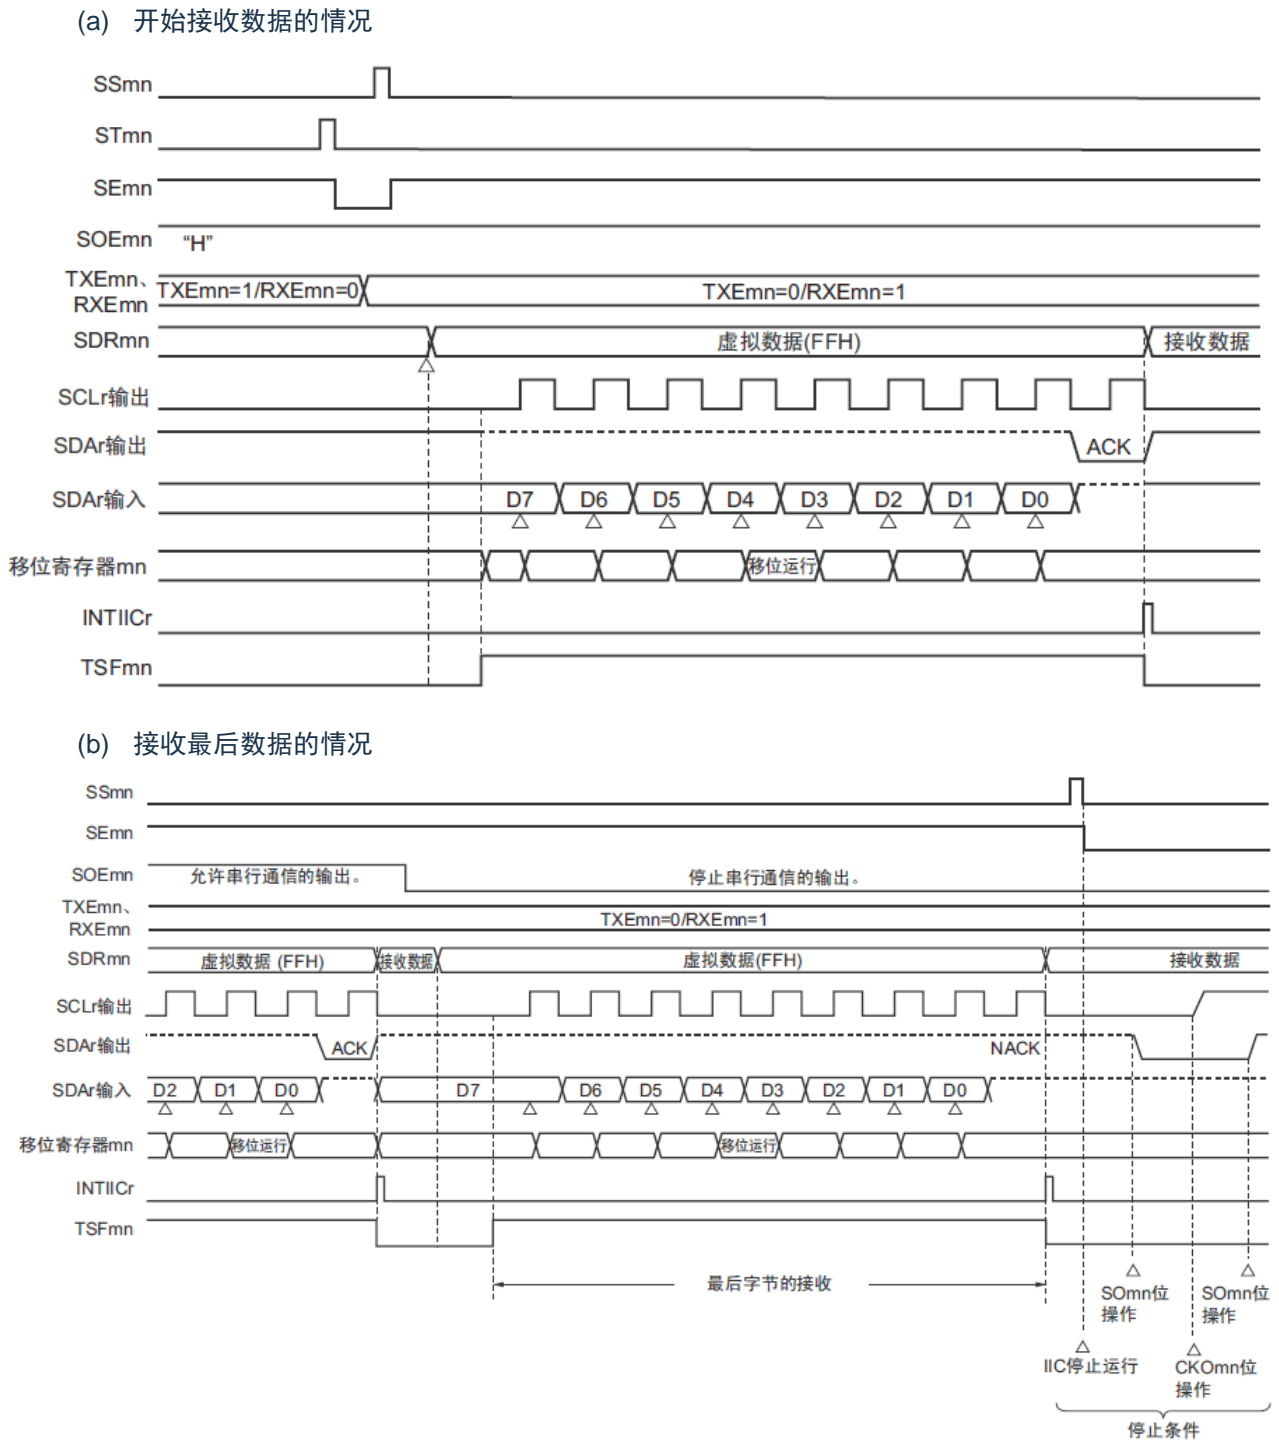 (a) 开始接收数据的情况
SSmn
STmn
SEmn
SOEmn “H”
TXEmn、
RXEmn
TXEmn=1/RXEmn=0 TXEmn=0/RXEmn=1
SDRmn 虚拟数据(FFH) 接收数据
SCLr输出
SDAr输出 ACK
SDAr输入 D7 D6 D5 D4 D3 D2 D1 D0
移位寄存器mn 移位运行
INTIICr
TSFmn
(b) 接收最后数据的情况
SSmn
SEmn
SOEmn 允许串行通信的输出。 停止串行通信的输出。
TXEmn、
RXEmn
TXEmn=0/RXEmn=1
SDRmn 虚拟数据 (FFH) 接收数据 虚拟数据(FFH) 接收数据
SCLr输出
SDAr输出 ACK NACK
SDAr输入 D2 D1 D0 D7 D6 D5 D4 D3 D2 D1 D0
移位寄存器mn 移位运行 移位运行
INTIICr
TSFmn
最后字节的接收
SOmn位
操作
SOmn位
操作
IIC停止运行
CKOmn位
操作
停止条件